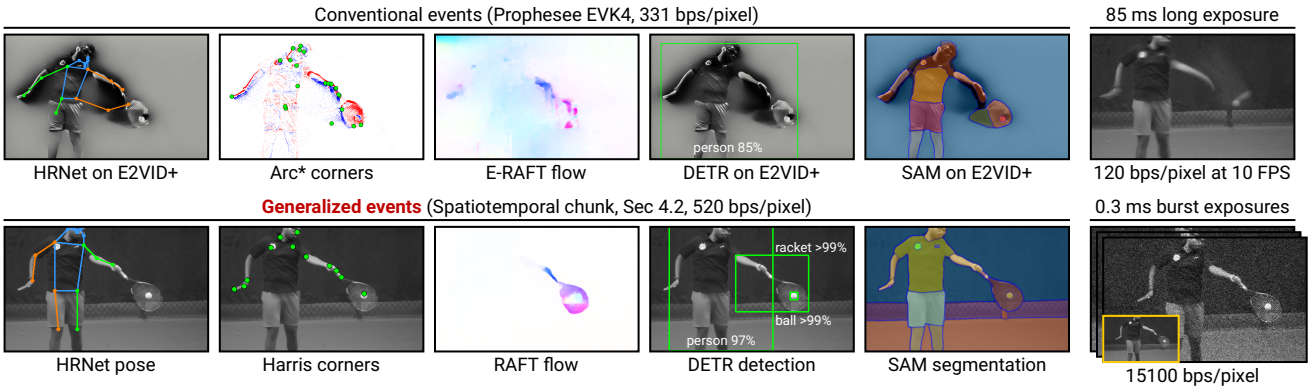 Conventional events (Prophesee EVK4, 331 bps/pixel)
85 ms long exposure
person 85%
HRNet on E2VID+
Arc* corners
E-RAFT flow
DETR on E2VID+
SAM on E2VID+
120 bps/pixel at 10 FPS
Generalized events (Spatiotemporal chunk, Sec 4.2, 520 bps/pixel)
0.3 ms burst exposures
racket >99%
ball >99%
person 97%
HRNet pose
Harris corners
RAFT flow
DETR detection
SAM segmentation
15100 bps/pixel